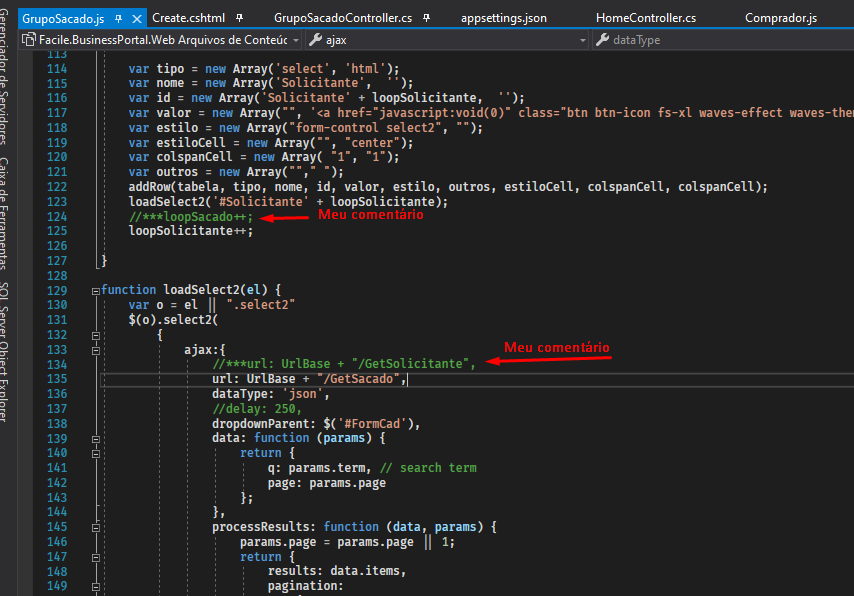 GrupoSacado.js Create.cshtml GrupoSacadoController.cs appsettings.json HomeController.cs Comprador.js
Facile.BusinessPortal.Web Arquivos de Conteúc ajax dataType
Gerenciador de Servidores
Caixa de Ferramentas
SQL Server Object Explorer
113
114 var tipo = new Array('select', 'html');
115 var nome = new Array('Solicitante', '');
116 var id = new Array('Solicitante' + loopSolicitante, '');
117 var valor = new Array("", '<a href="javascript:void(0)" class="btn btn-icon fs-xl waves-effect waves-the
118 var estilo = new Array("form-control select2", "");
119 var estiloCell = new Array("", "center");
120 var colspanCell = new Array( "1", "1");
121 var outros = new Array(""," ");
122 addRow(tabela, tipo, nome, id, valor, estilo, outros, estiloCell, colspanCell, colspanCell);
123 loadSelect2('#Solicitante' + loopSolicitante);
124 //***loopSacado++; Meu comentário
125 loopSolicitante++;
126
127 }
128
129 function loadSelect2(el) {
130 var o = el || ".select2"
131 $(o).select2(
132 {
133 ajax:{
Meu comentário
134 //***url: UrlBase + "/GetSolicitante",
135 url: UrlBase + "/GetSacado",
136 dataType: 'json',
137 //delay: 250,
138 dropdownParent: $('#FormCad'),
139 data: function (params) {
140 return {
141 q: params.term, // search term
142 page: params.page
143 };
144 },
145 processResults: function (data, params) {
146 params.page = params.page || 1;
147 return {
148 results: data.items,
149 pagination: